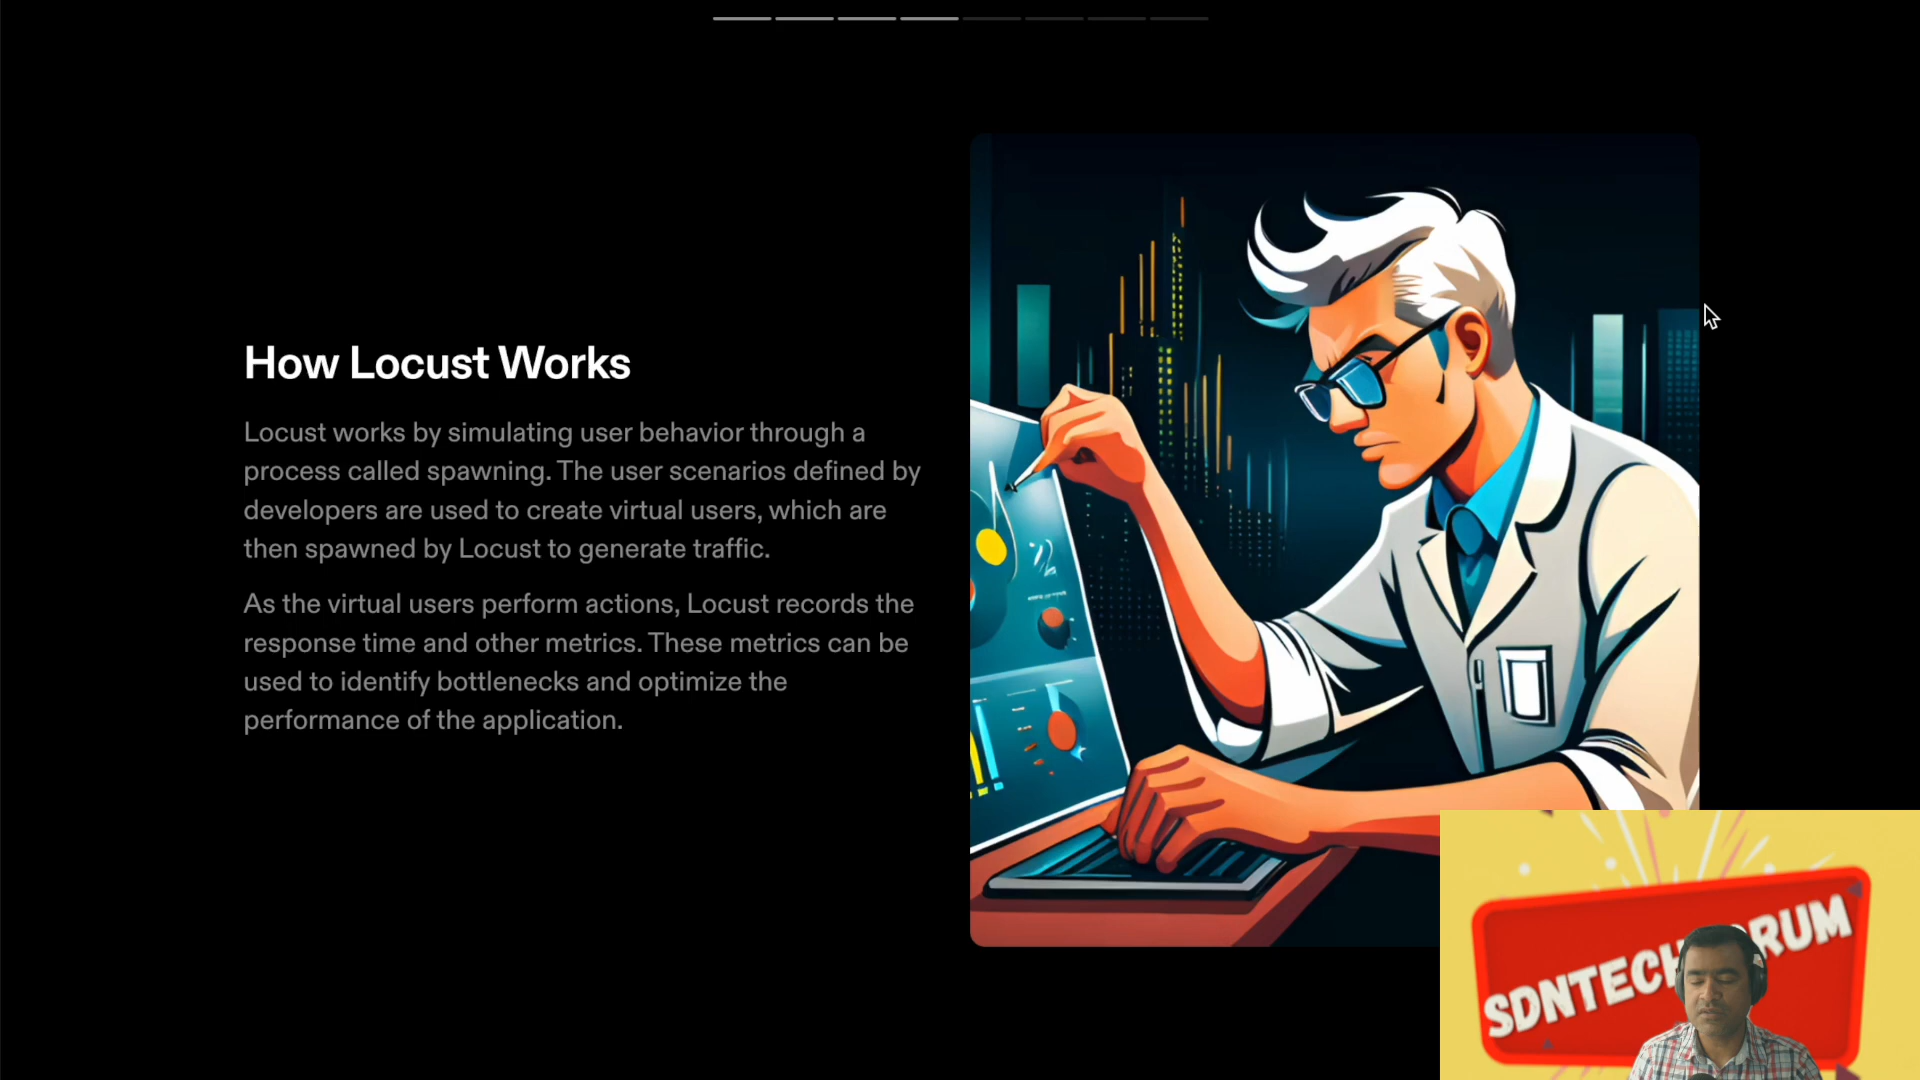 How Locust Works
Locust works by simulating user behavior through a
process called spawning. The user scenarios defined by
developers are used to create virtual users, which are
then spawned by Locust to generate traffic.
As the virtual users perform actions, Locust records the
response time and other metrics. These metrics can be
used to identify bottlenecks and optimize the
performance of the application.